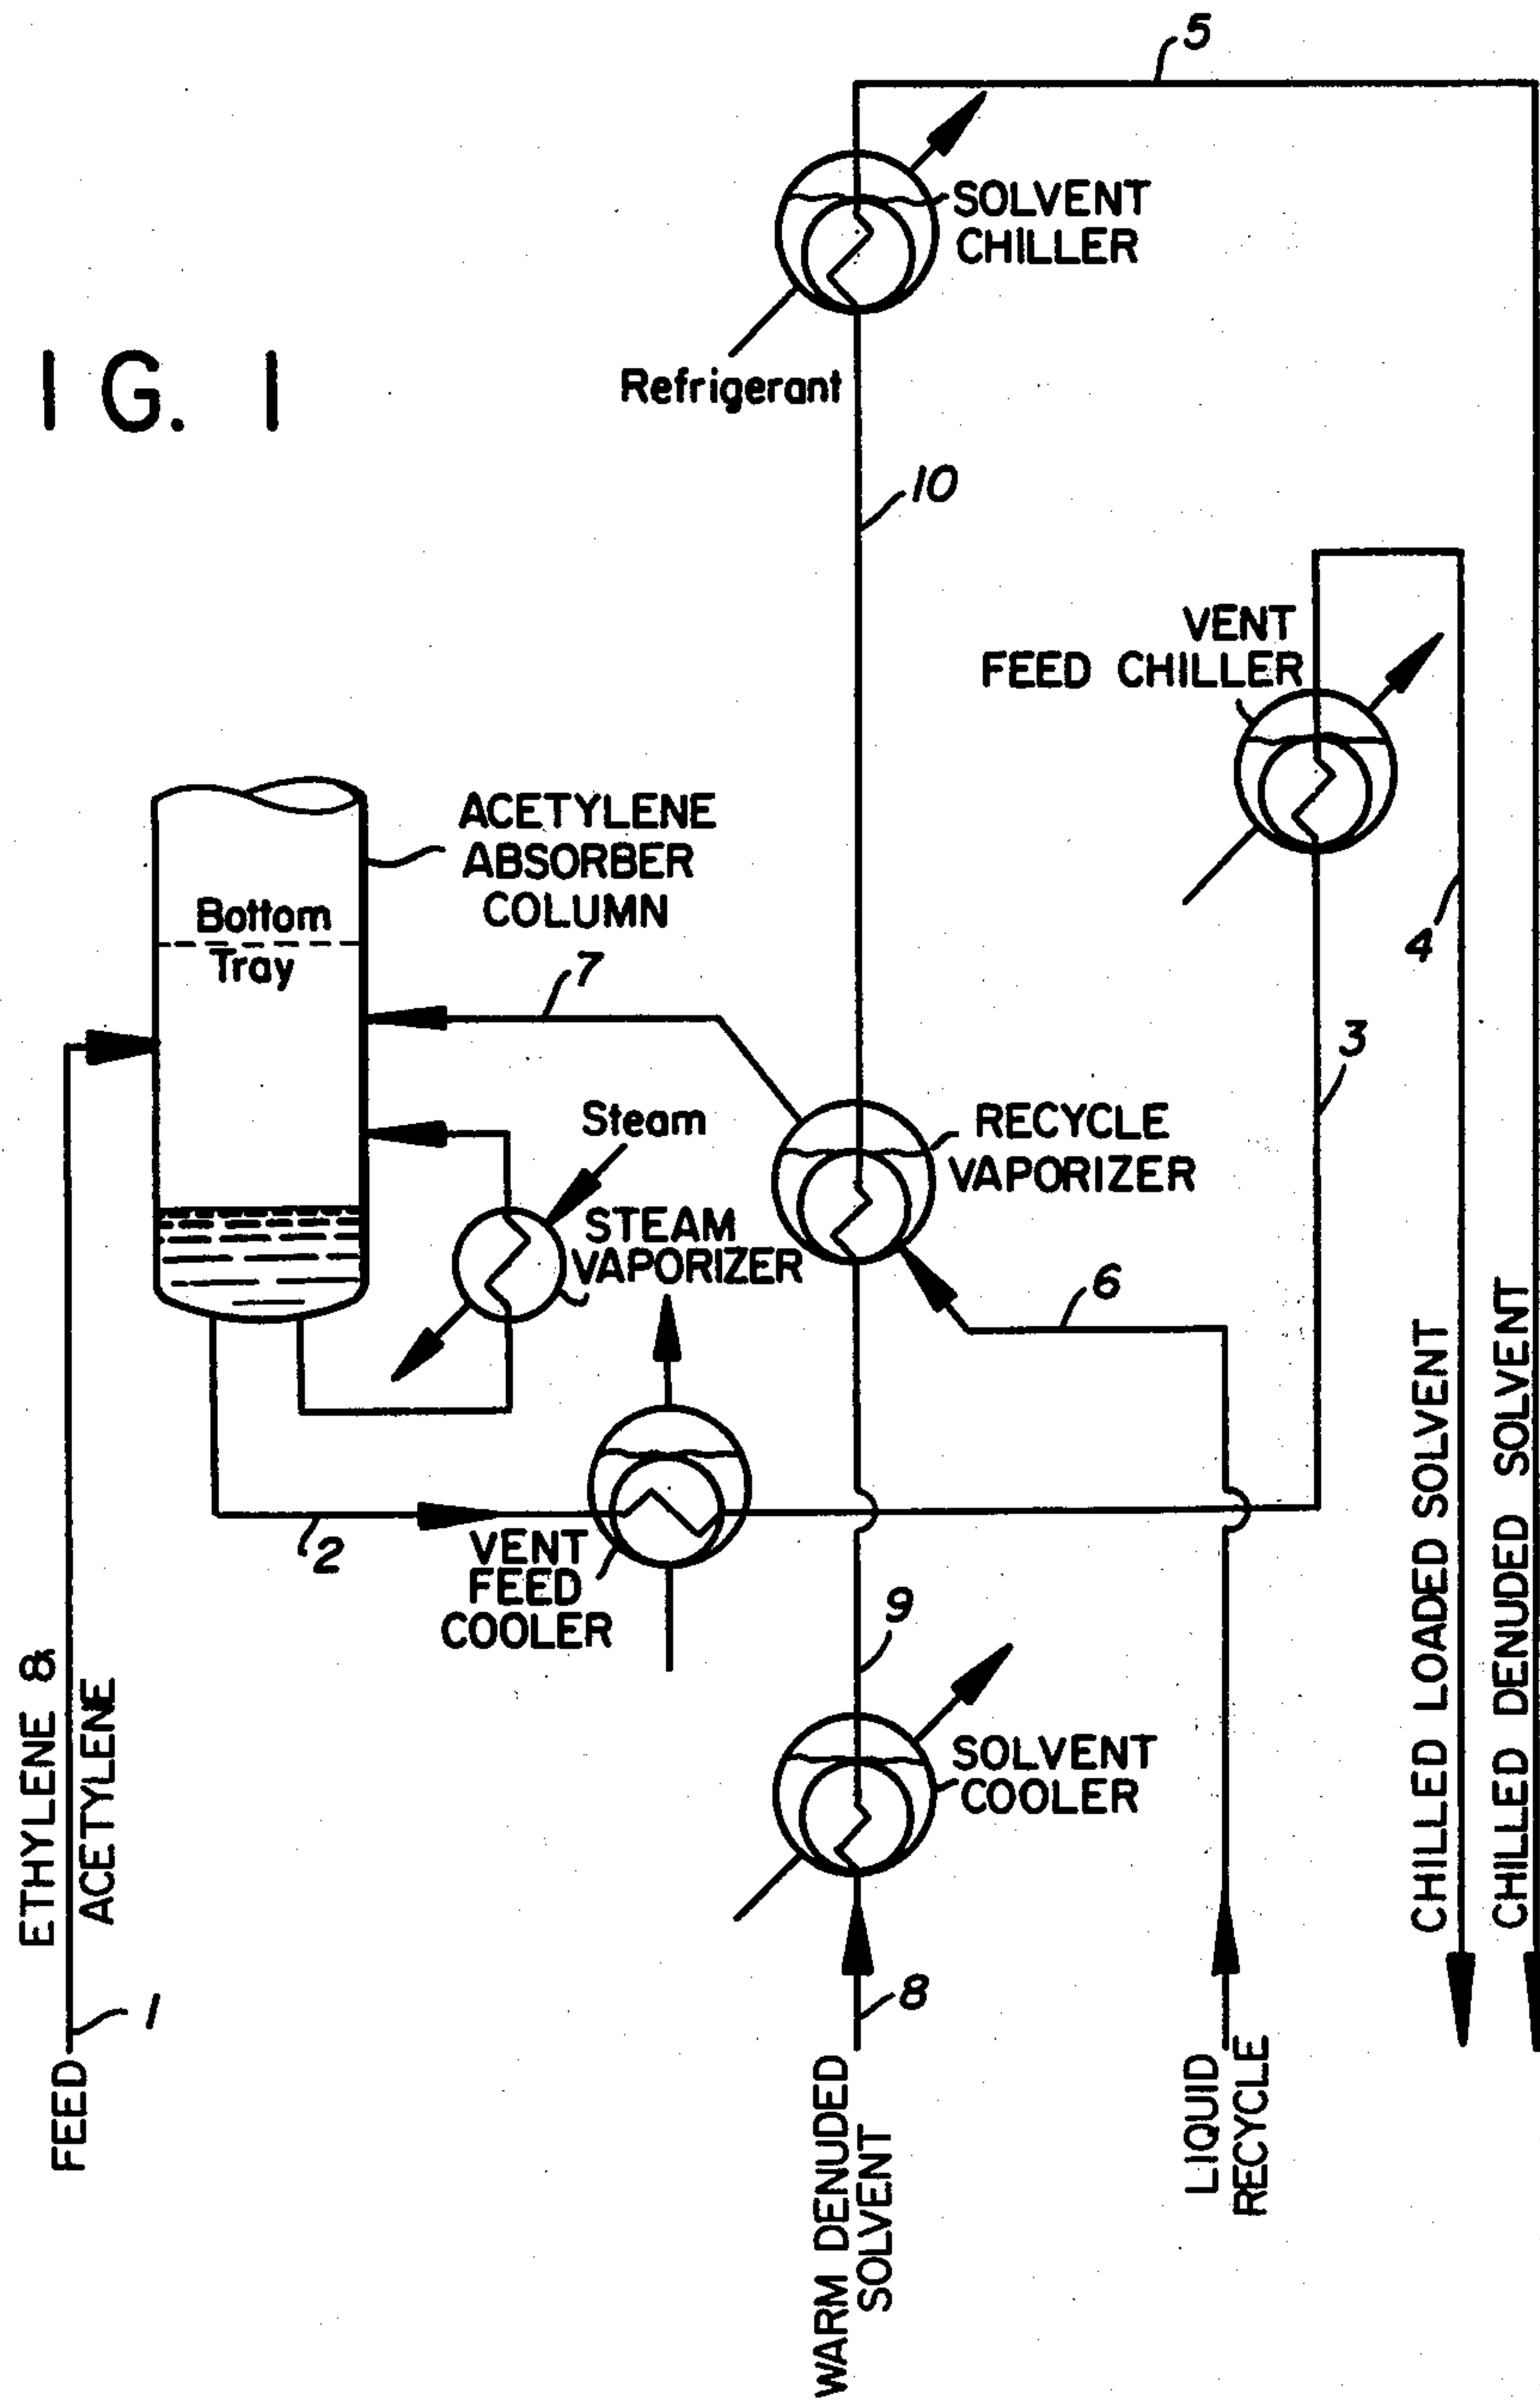 5
SOLVENT
CHILLER
IG. 1
Refrigerant
10
VENT
FEED CHILLER
ACETYLENE
ABSORBER
COLUMN
Bottom
Tray
4
7
3
Steam
RECYCLE
VAPORIZER
STEAM
VAPORIZER
6
2
VENT
FEED
COOLER
9
SOLVENT
COOLER
CHILLED LOADED SOLVENT
CHILLED DENUDED SOLVENT
ETHYLENE &
ACETYLENE
1
FEED
8
WARM DENUDED
SOLVENT
LIQUID
RECYCLE